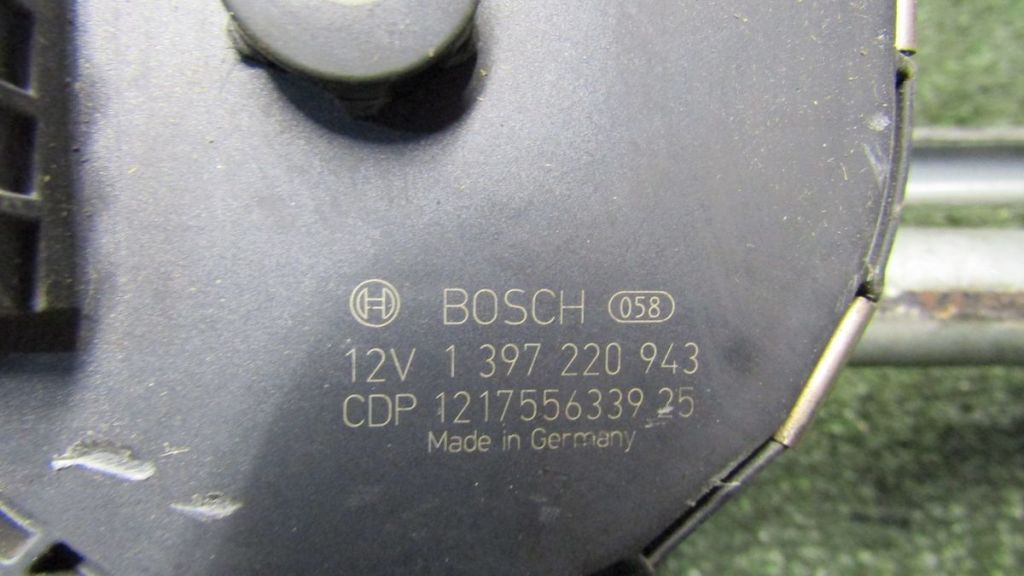 BOSCH 058
12V 1 397 220 943
CDP 1217556339 25
Made in Germany